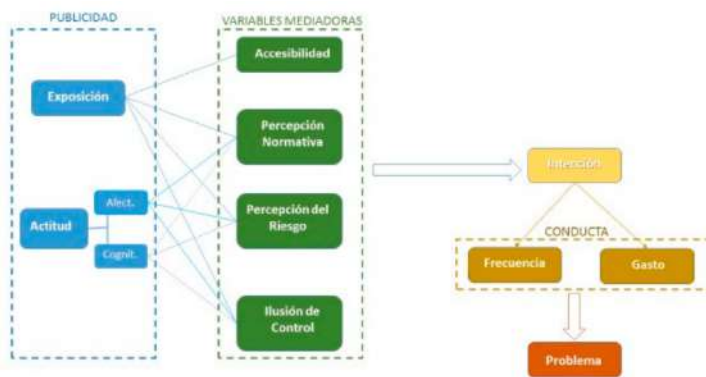 PUBLICIDAD
VARIABLES MEDIADORAS
Accesibilidad
Exposición
Percepción
Normativa
Intección
Afect.
Actitud
Percepción del
Riesgo
Cognit.
CONDUCTA
Frecuencia
Gasto
Ilusión de
Control
Problema